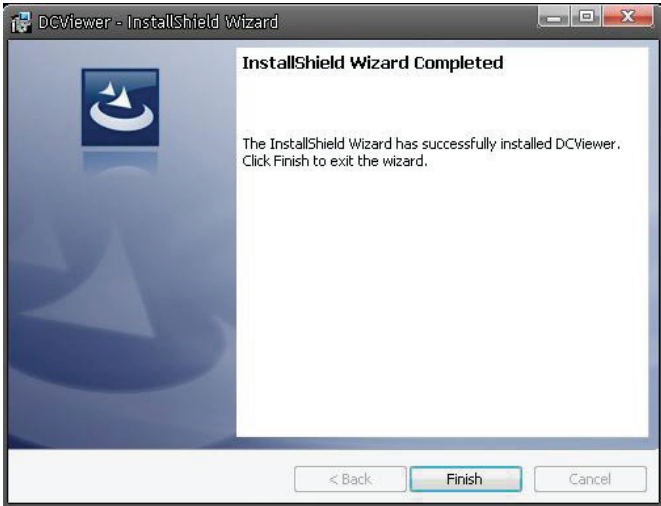 DCViewer - InstallShield Wizard
InstallShield Wizard Completed
The InstallShield Wizard has successfully installed DCViewer.
Click Finish to exit the wizard.
< Back
Finish
Cancel